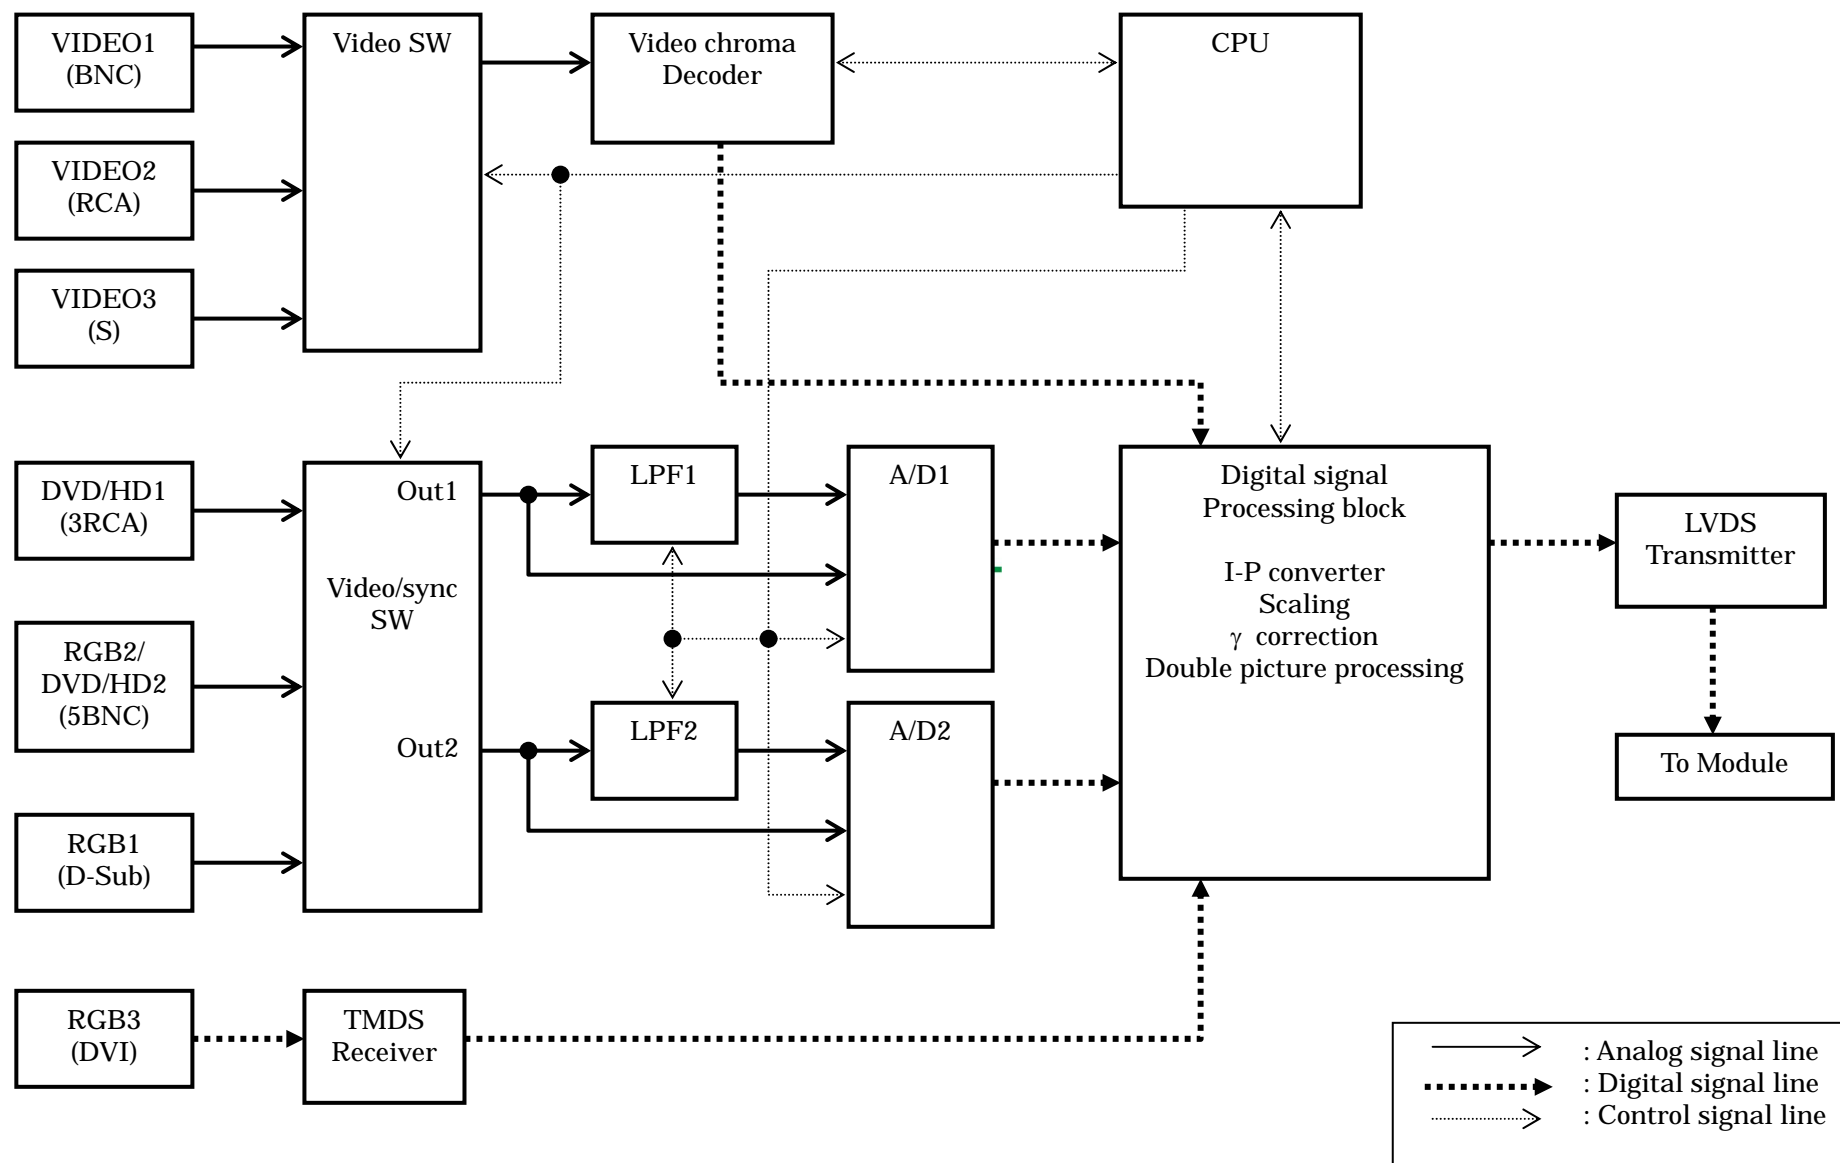 VIDEO1
(BNC)
Video SW
Video chroma
Decoder
CPU
VIDEO2
(RCA)
VIDEO3
(S)
DVD/HD1
(3RCA)
Out1
Video/sync
SW
Out2
LPF1
A/D1
Digital signal
Processing block
I-P converter
Scaling
γ correction
Double picture processing
LVDS
Transmitter
RGB2/
DVD/HD2
(5BNC)
LPF2
A/D2
To Module
RGB1
(D-Sub)
RGB3
(DVI)
TMDS
Receiver
: Analog signal line
: Digital signal line
: Control signal line